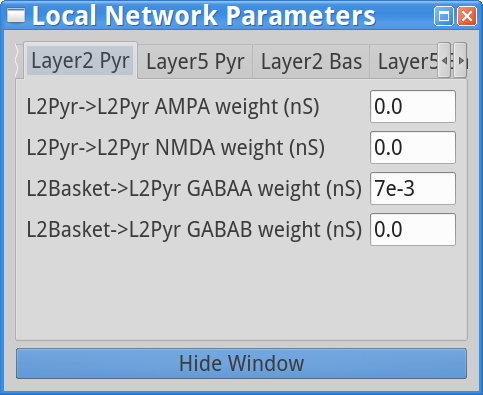 Local Network Parameters
Layer2 Pyr Layer5 Pyr Layer2 Bas Layer5
L2Pyr->L2Pyr AMPA weight (nS) 0.0
L2Pyr->L2Pyr NMDA weight (nS) 0.0
L2Basket->L2Pyr GABAA weight (nS) 7e-3
L2Basket->L2Pyr GABAB weight (nS) 0.0
Hide Window